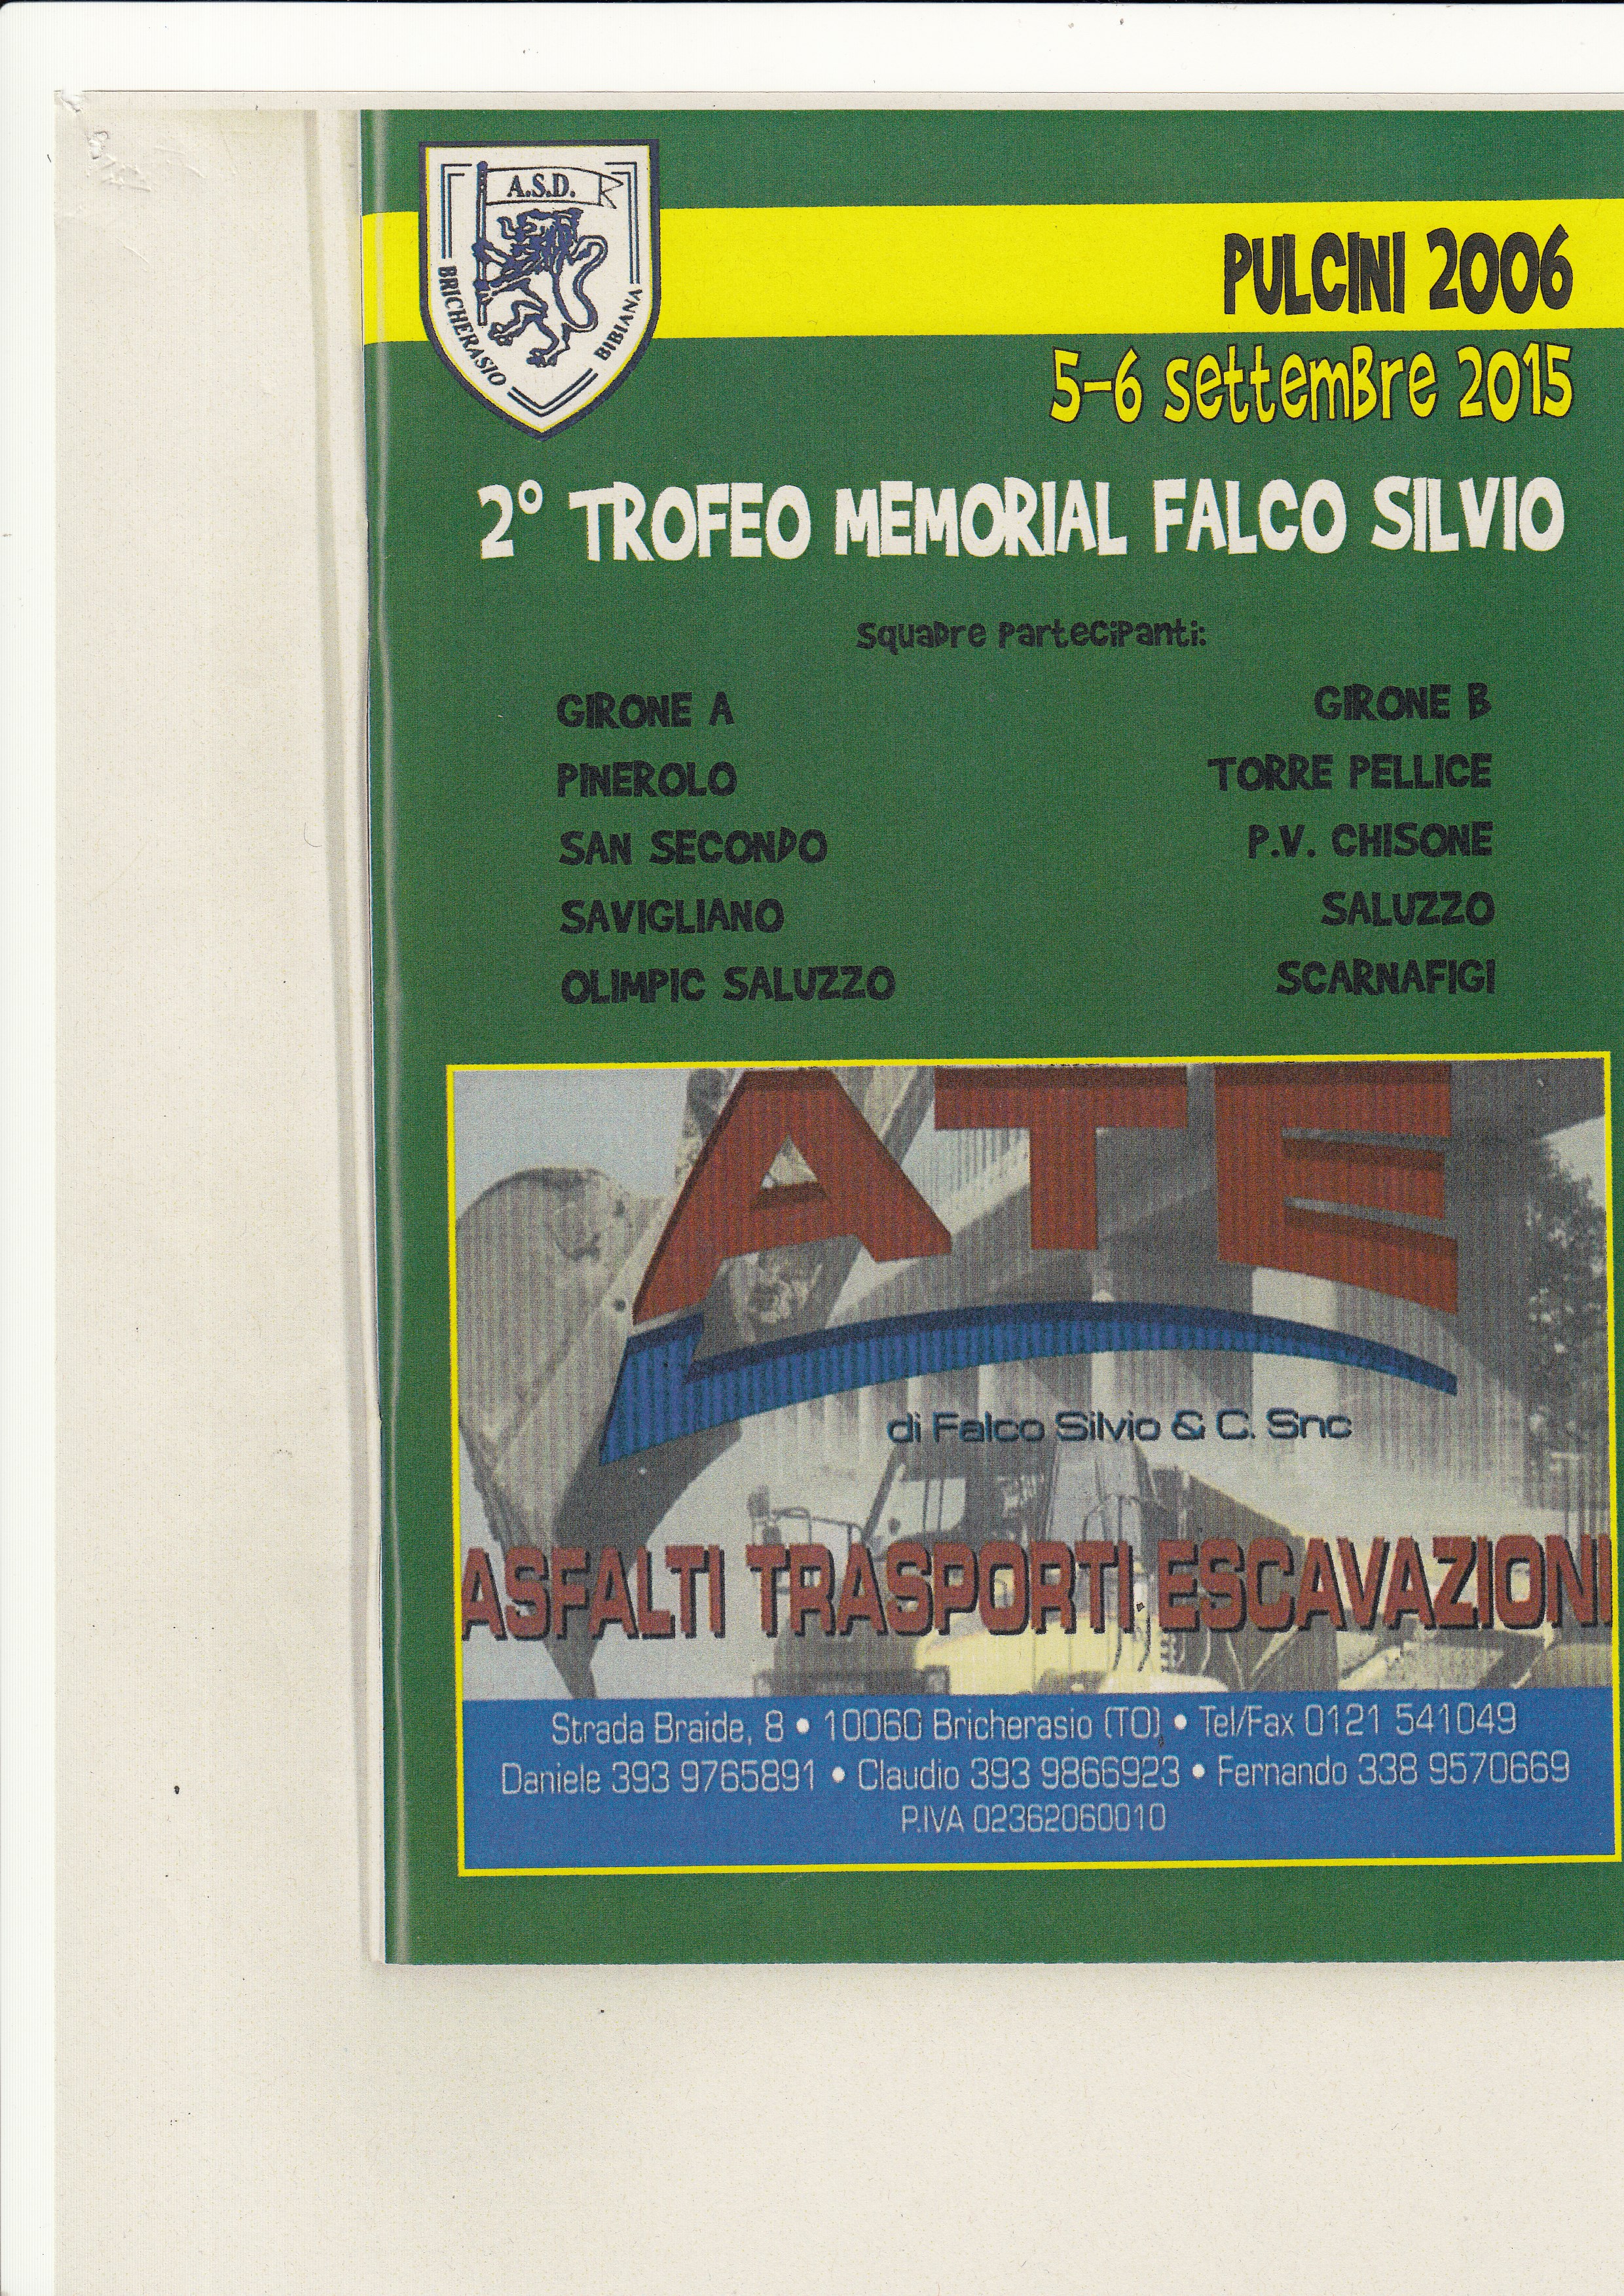 A.S.D.
BRICHERASIO
BIBIANA
PULCINI 2006
5-6 settemBre 2015
2° TROFEO MEMORIAL FALCO SILVIO
SquaDre ParteciPanti:
GIRONE A
PINEROLO
SAN SECONDO
SAVIGLIANO
OLIMPIC SALUZZO
GIRONE B
TORRE PELLICE
P.V. CHISONE
SALUZZO
SCARNAFIGI
ATE
di Falco Silvio & C. Snc
ASFALTI TRASPORTI ESCAVAZIONI
Strada Braide, 8 • 10060 Bricherasio (TO) • Tel/Fax 0121 541049
Daniele 393 9765891 • Claudio 393 9866923 • Fernando 338 9570669
P.IVA 02362060010